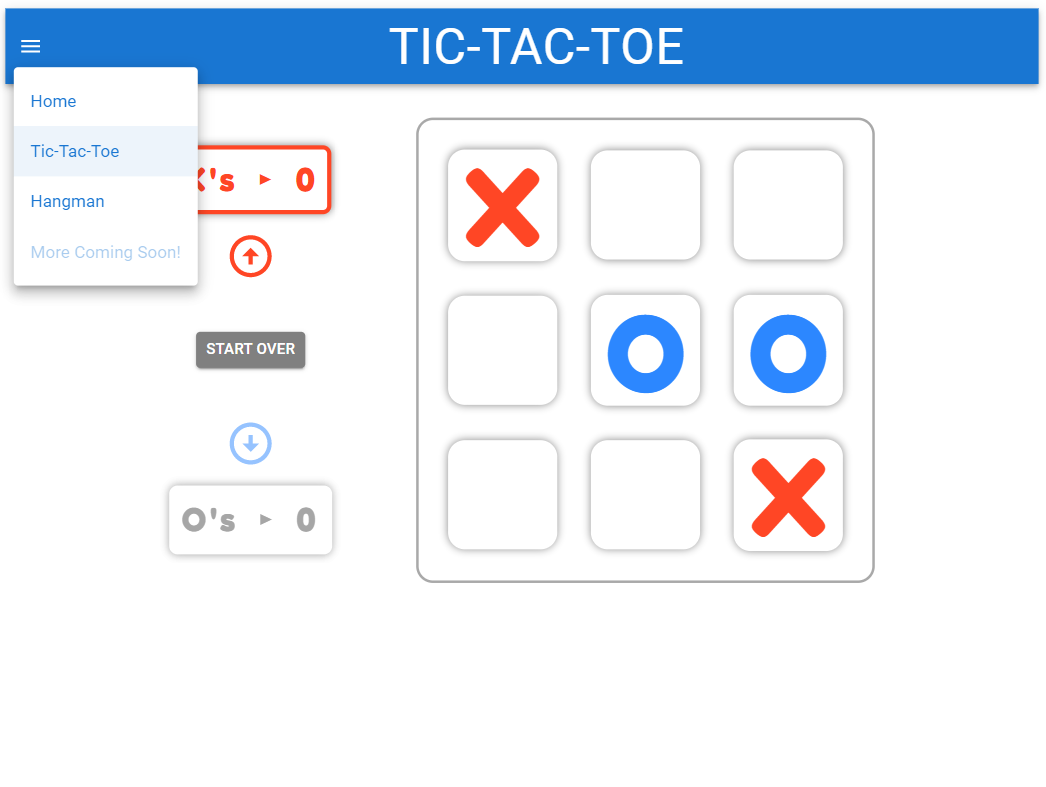 TIC-TAC-TOE
Home
Tic-Tac-Toe
Hangman
More Coming Soon!
X's ► 0
START OVER
O's ► 0